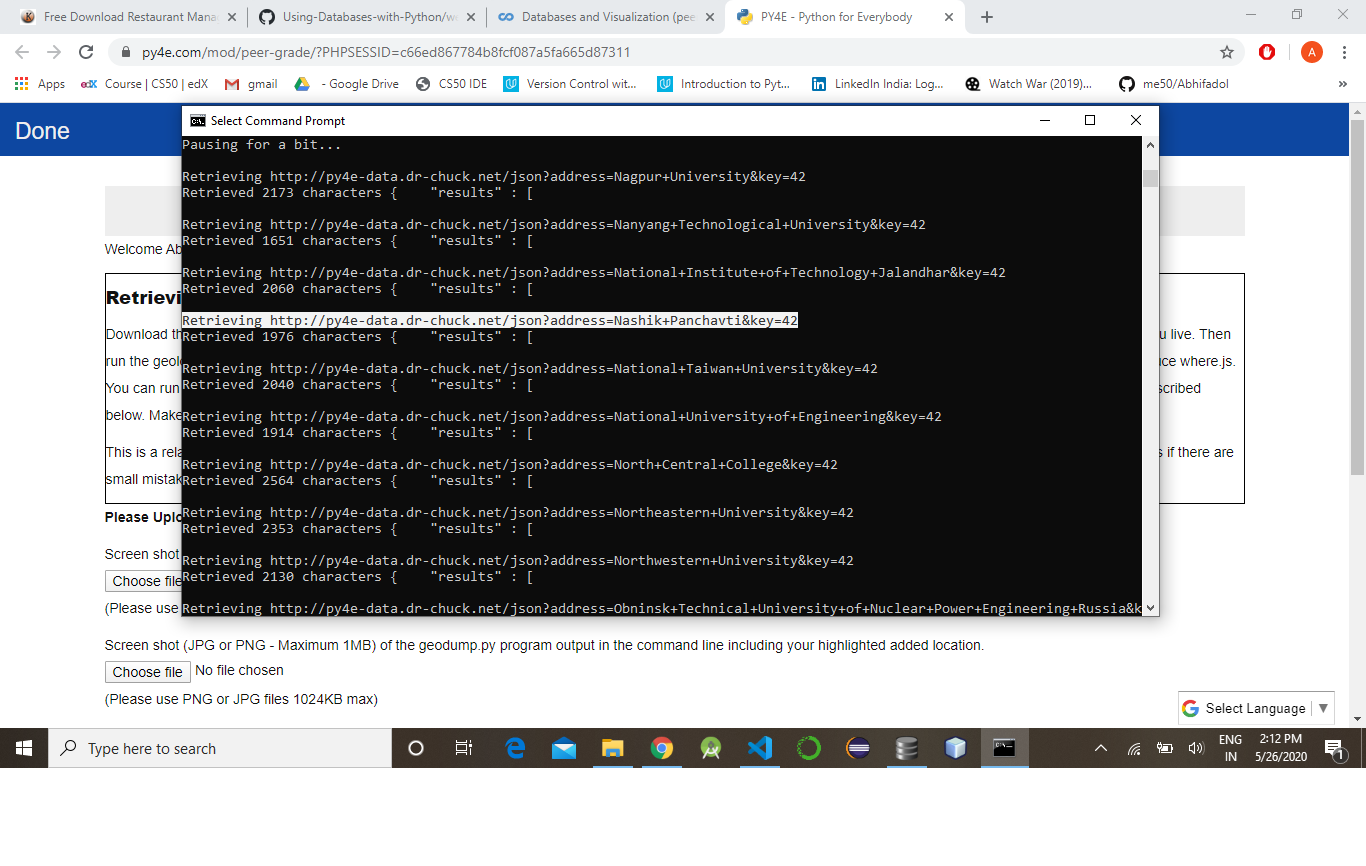 Free Download Restaurant Mana
Using-Databases-with-Python/w
Databases and Visualization (pee
PY4E - Python for Everybody
py4e.com/mod/peer-grade/?PHPSESSID=c66ed867784b8fcf087a5fa665d87311
A
Apps
edX Course | CS50 | edX
gmail
- Google Drive
CS50 IDE
Version Control wit...
Introduction to Pyt...
LinkedIn India: Log...
Watch War (2019)...
me50/Abhifadol
»
Done
Select Command Prompt
Pausing for a bit...
Retrieving http://py4e-data.dr-chuck.net/json?address=Nagpur+University&key=42
Retrieved 2173 characters {    "results" : [
Retrieving http://py4e-data.dr-chuck.net/json?address=Nanyang+Technological+University&key=42
Retrieved 1651 characters {    "results" : [
Retrieving http://py4e-data.dr-chuck.net/json?address=National+Institute+of+Technology+Jalandhar&key=42
Retrieved 2060 characters {    "results" : [
Retrieving http://py4e-data.dr-chuck.net/json?address=Nashik+Panchavti&key=42
Retrieved 1976 characters {    "results" : [
Retrieving http://py4e-data.dr-chuck.net/json?address=National+Taiwan+University&key=42
Retrieved 2040 characters {    "results" : [
Retrieving http://py4e-data.dr-chuck.net/json?address=National+University+of+Engineering&key=42
Retrieved 1914 characters {    "results" : [
Retrieving http://py4e-data.dr-chuck.net/json?address=North+Central+College&key=42
Retrieved 2564 characters {    "results" : [
Retrieving http://py4e-data.dr-chuck.net/json?address=Northeastern+University&key=42
Retrieved 2353 characters {    "results" : [
Retrieving http://py4e-data.dr-chuck.net/json?address=Northwestern+University&key=42
Retrieved 2130 characters {    "results" : [
Retrieving http://py4e-data.dr-chuck.net/json?address=Obninsk+Technical+University+of+Nuclear+Power+Engineering+Russia&k
Welcome Ab
Retrievi
Download th
u live. Then
run the geol
ce where.js.
You can run
scribed
below. Make
This is a rela
s if there are
small mistak
Please Uplo
Screen shot
Choose file
(Please use
Screen shot (JPG or PNG - Maximum 1MB) of the geodump.py program output in the command line including your highlighted added location.
Choose file No file chosen
(Please use PNG or JPG files 1024KB max)
G Select Language ▼
Type here to search
ENG
IN
2:12 PM
5/26/2020
1